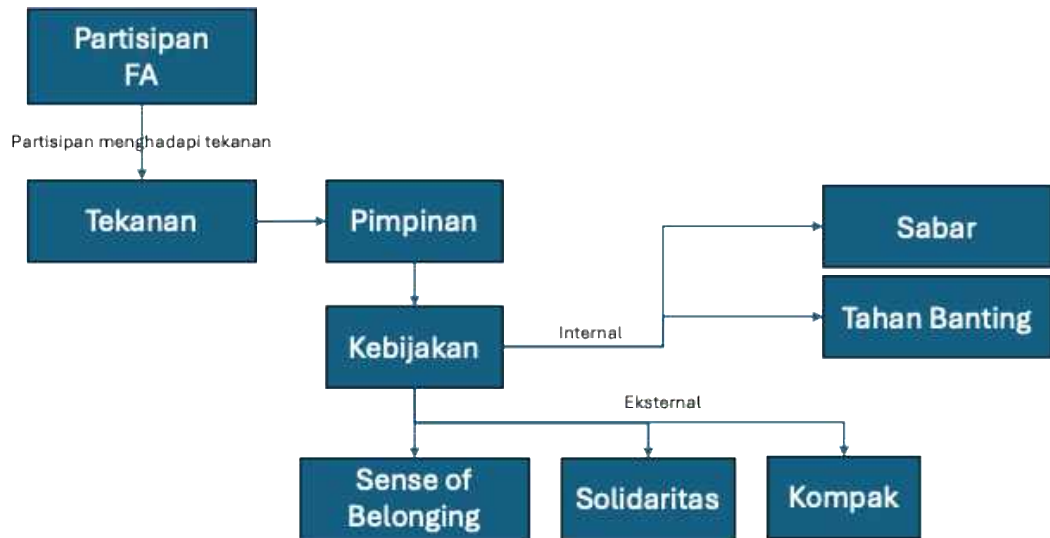 Partisipan
FA
Partisipan menghadapi tekanan
Tekanan
Pimpinan
Sabar
Tahan Banting
Kebijakan
Internal
Eksternal
Sense of
Belonging
Solidaritas
Kompak